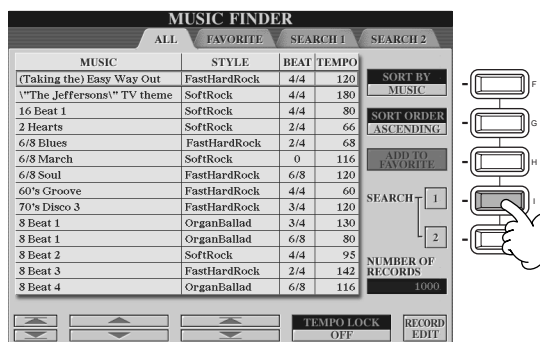 MUSIC FINDER
ALL FAVORITE SEARCH 1 SEARCH 2
MUSIC STYLE BEAT TEMPO
(Taking the) Easy Way Out FastHardRock 4/4 120
\"The Jeffersons\" TV theme SoftRock 4/4 180
16 Beat 1 SoftRock 4/4 80
2 Hearts SoftRock 2/4 66
6/8 Blues FastHardRock 2/4 68
6/8 March SoftRock 0 116
6/8 Soul FastHardRock 6/8 120
60's Groove FastHardRock 4/4 60
70's Disco 3 FastHardRock 3/4 120
8 Beat 1 OrganBallad 3/4 130
8 Beat 1 OrganBallad 6/8 80
8 Beat 2 SoftRock 4/4 95
8 Beat 3 FastHardRock 2/4 142
8 Beat 4 OrganBallad 6/8 116
SORT BY
MUSIC
SORT ORDER
ASCENDING
ADD TO
FAVORITE
SEARCH 1
2
NUMBER OF
RECORDS
1000
TEMPO LOCK
OFF
RECORD
EDIT
F
G
H
I